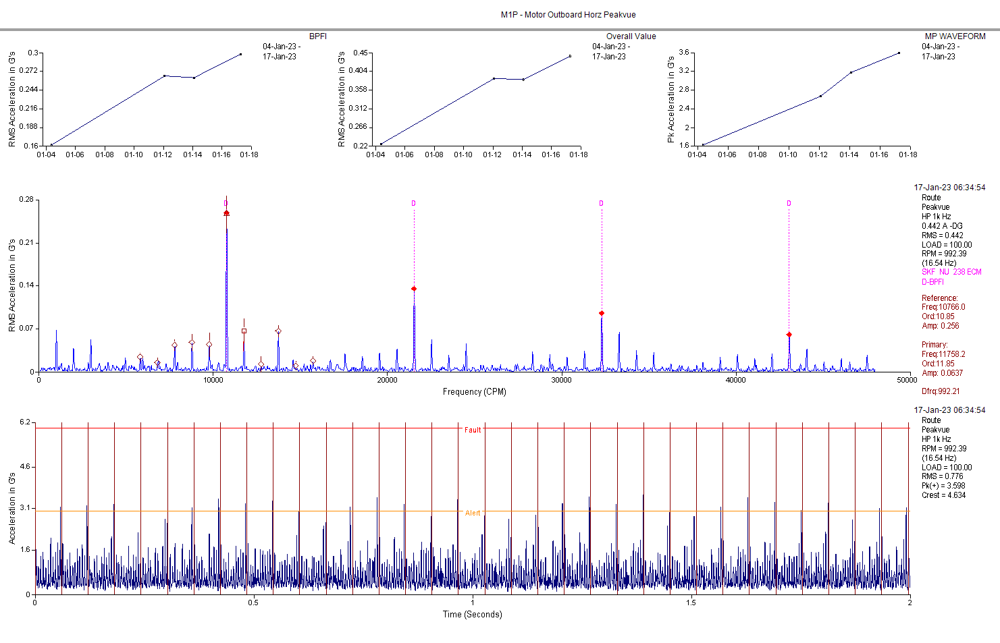 M1P - Motor Outboard Horz Peakvue
BPFI
04-Jan-23 -
17-Jan-23
RMS Acceleration in G's
0.3
0.272
0.244
0.216
0.188
0.16
01-04 01-06 01-08 01-10 01-12 01-14 01-16 01-18
Overall Value
04-Jan-23 -
17-Jan-23
RMS Acceleration in G's
0.45
0.404
0.358
0.312
0.266
0.22
01-04 01-06 01-08 01-10 01-12 01-14 01-16 01-18
MP WAVEFORM
04-Jan-23 -
17-Jan-23
Pk Acceleration in G's
3.6
3.2
2.8
2.4
2
1.6
01-04 01-06 01-08 01-10 01-12 01-14 01-16 01-18
RMS Acceleration in G's
0.28
0.21
0.14
0.07
0
D D D D
0 10000 20000 30000 40000 50000
Frequency (CPM)
17-Jan-23 06:34:54
Route
Peakvue
HP 1k Hz
0.442 A -DG
RMS = 0.442
LOAD = 100.00
RPM = 992.39
(16.54 Hz)
SKF NU 238 ECM
D-BPFI
Reference:
Freq:10766.0
Ord:10.85
Amp: 0.256
Primary:
Freq:11758.2
Ord:11.85
Amp: 0.0637
Dfrq:992.21
Acceleration in G's
6.2
4.6
3.1
1.6
0
Fault
Alert
0 0.5 1 1.5 2
Time (Seconds)
17-Jan-23 06:34:54
Route
Peakvue
HP 1k Hz
RPM = 992.39
(16.54 Hz)
LOAD = 100.00
RMS = 0.776
Pk(+) = 3.598
Crest = 4.634